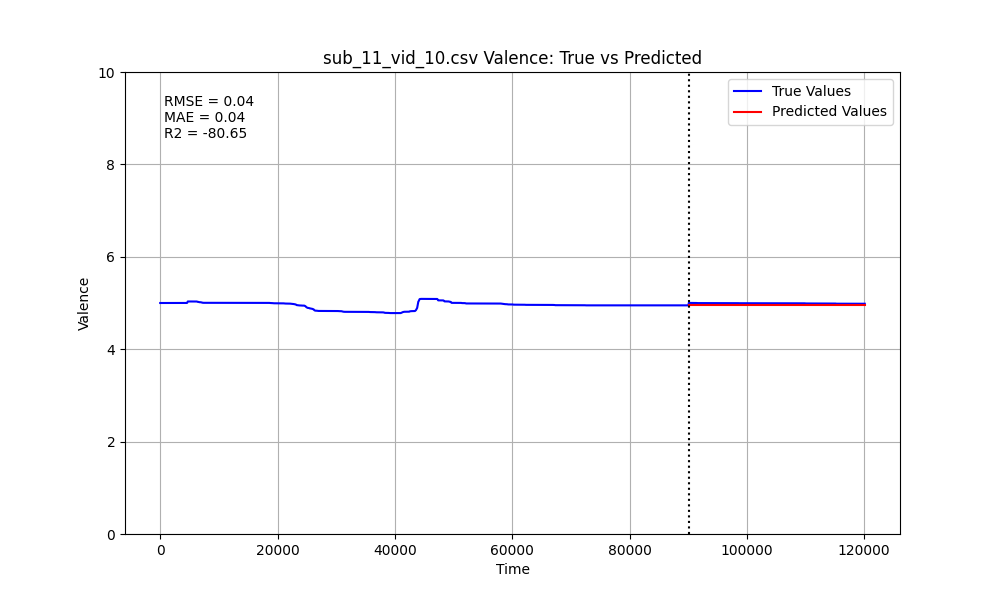 sub_11_vid_10.csv Valence: True vs Predicted
RMSE = 0.04
MAE = 0.04
R2 = -80.65
True Values
Predicted Values
10
8
6
4
2
0
Valence
0
20000
40000
60000
80000
100000
120000
Time